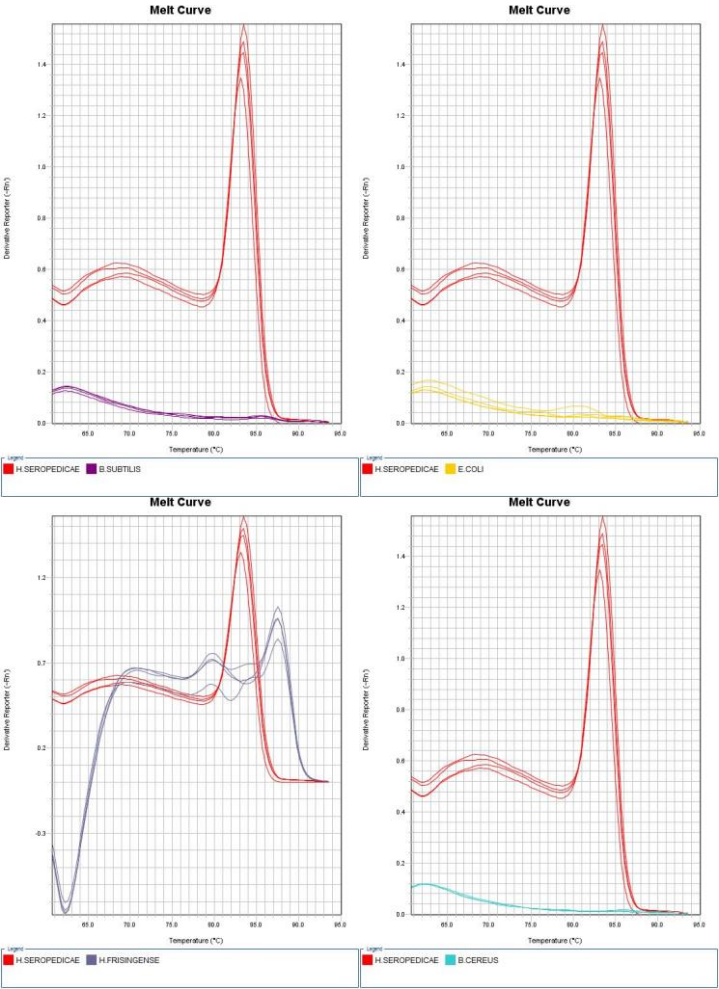 Melt Curve
Melt Curve
Derivative Reporter (-Rn')
1.4
1.2
1.0
0.8
0.6
0.4
0.2
0.0
65.0 70.0 75.0 80.0 85.0 90.0 95.0
Temperature (°C)
Derivative Reporter (-Rn')
1.4
1.2
1.0
0.8
0.6
0.4
0.2
0.0
65.0 70.0 75.0 80.0 85.0 90.0 95.0
Temperature (°C)
Legend
H.SEROPEDICAE B.SUBTILIS
Legend
H.SEROPEDICAE E.COLI
Melt Curve
Melt Curve
Derivative Reporter (-Rn')
1.2
0.7
0.2
-0.3
65.0 70.0 75.0 80.0 85.0 90.0 95.0
Temperature (°C)
Derivative Reporter (-Rn')
1.4
1.2
1.0
0.8
0.6
0.4
0.2
0.0
65.0 70.0 75.0 80.0 85.0 90.0 95.0
Temperature (°C)
Legend
H.SEROPEDICAE H.FRISINGENSE
Legend
H.SEROPEDICAE B.CEREUS